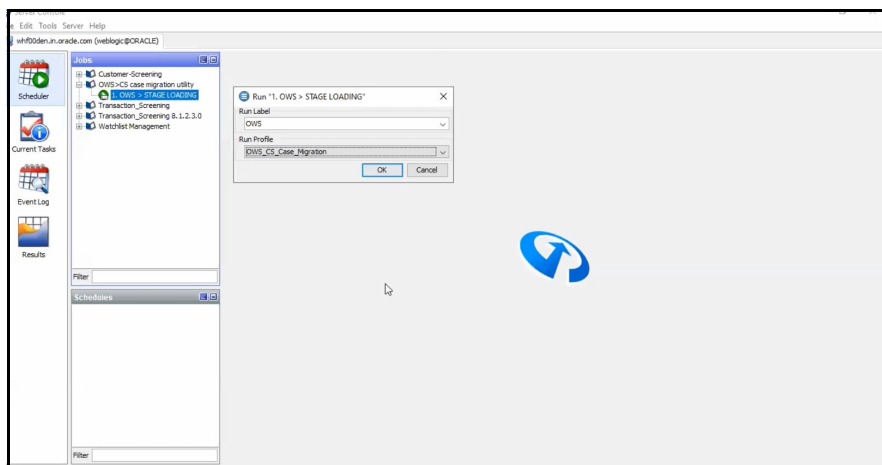 Server Console
e Edit Tools Server Help
whf00den.in.oracle.com (weblogic@ORACLE)
Scheduler
Current Tasks
Event Log
Results
Jobs
Customer-Screening
OWS>CS case migration utility
1. OWS > STAGE LOADING
Transaction_Screening
Transaction_Screening 8.1.2.3.0
Watchlist Management
Filter
Schedules
Filter
Run "1. OWS > STAGE LOADING"
Run Label
OWS
Run Profile
OWS_CS_Case_Migration
OK Cancel